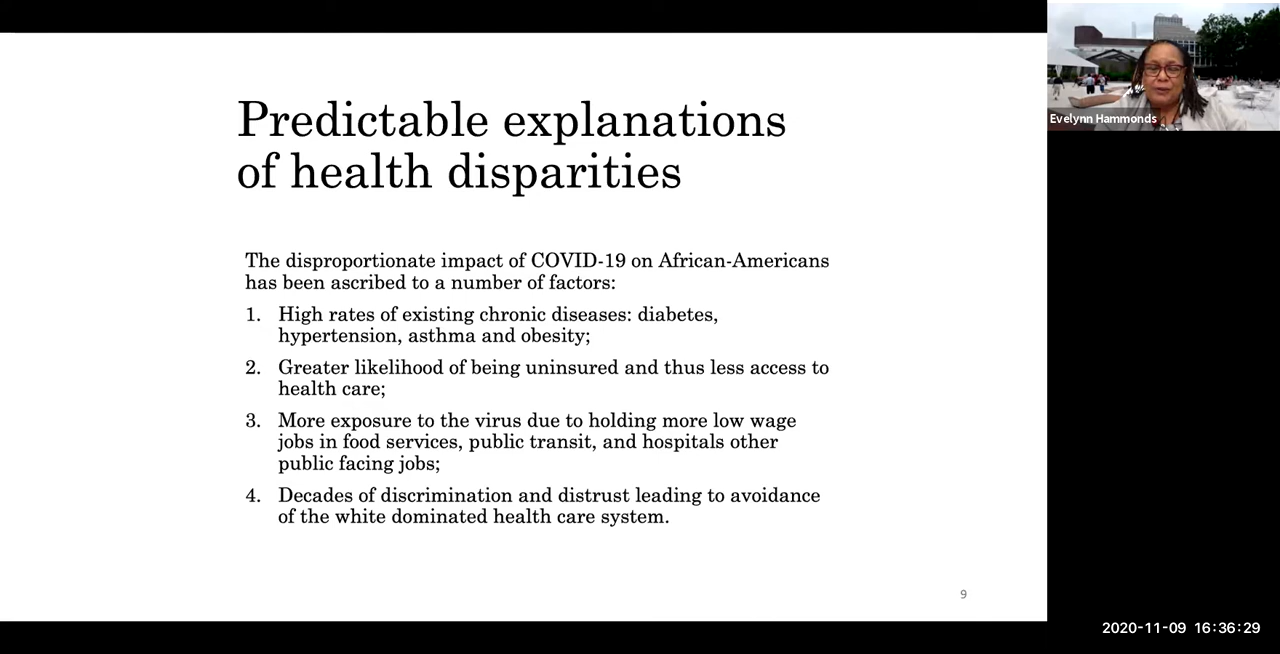 Predictable explanations
of health disparities
The disproportionate impact of COVID-19 on African-Americans
has been ascribed to a number of factors:
1. High rates of existing chronic diseases: diabetes,
hypertension, asthma and obesity;
2. Greater likelihood of being uninsured and thus less access to
health care;
3. More exposure to the virus due to holding more low wage
jobs in food services, public transit, and hospitals other
public facing jobs;
4. Decades of discrimination and distrust leading to avoidance
of the white dominated health care system.
9
Evelynn Hammonds
2020-11-09 16:36:29